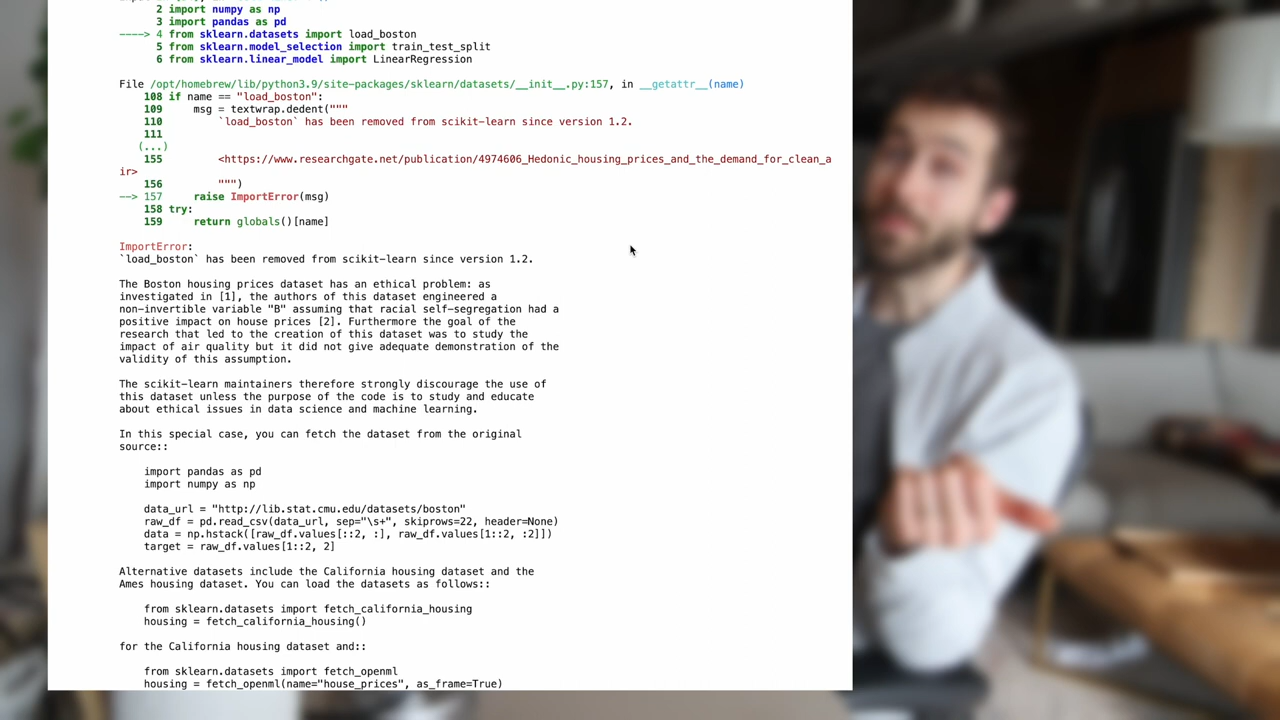 2 import numpy as np
3 import pandas as pd
----> 4 from sklearn.datasets import load_boston
5 from sklearn.model_selection import train_test_split
6 from sklearn.linear_model import LinearRegression
File /opt/homebrew/lib/python3.9/site-packages/sklearn/datasets/__init__.py:157, in __getattr__(name)
108 if name == "load_boston":
109     msg = textwrap.dedent("""
110         `load_boston` has been removed from scikit-learn since version 1.2.
111
(...)
155         <https://www.researchgate.net/publication/4974606_Hedonic_housing_prices_and_the_demand_for_clean_a
ir>
156         """)
--> 157     raise ImportError(msg)
158 try:
159     return globals()[name]
ImportError:
`load_boston` has been removed from scikit-learn since version 1.2.
The Boston housing prices dataset has an ethical problem: as
investigated in [1], the authors of this dataset engineered a
non-invertible variable "B" assuming that racial self-segregation had a
positive impact on house prices [2]. Furthermore the goal of the
research that led to the creation of this dataset was to study the
impact of air quality but it did not give adequate demonstration of the
validity of this assumption.
The scikit-learn maintainers therefore strongly discourage the use of
this dataset unless the purpose of the code is to study and educate
about ethical issues in data science and machine learning.
In this special case, you can fetch the dataset from the original
source::
import pandas as pd
import numpy as np
data_url = "http://lib.stat.cmu.edu/datasets/boston"
raw_df = pd.read_csv(data_url, sep="\s+", skiprows=22, header=None)
data = np.hstack([raw_df.values[::2, :], raw_df.values[1::2, :2]])
target = raw_df.values[1::2, 2]
Alternative datasets include the California housing dataset and the
Ames housing dataset. You can load the datasets as follows::
from sklearn.datasets import fetch_california_housing
housing = fetch_california_housing()
for the California housing dataset and::
from sklearn.datasets import fetch_openml
housing = fetch_openml(name="house_prices", as_frame=True)